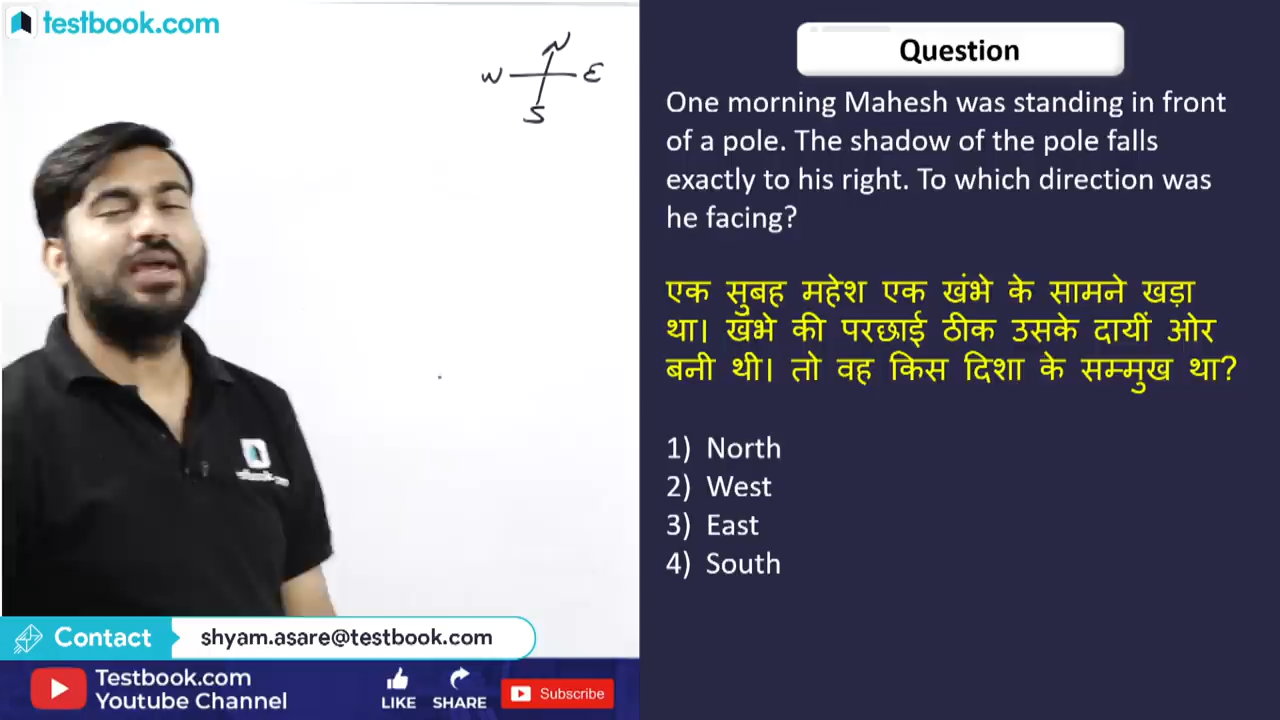 testbook.com
N
W E
S
Question
One morning Mahesh was standing in front
of a pole. The shadow of the pole falls
exactly to his right. To which direction was
he facing?
एक सुबह महेश एक खंभे के सामने खड़ा
था। खंभे की परछाई ठीक उसके दायीं ओर
बनी थी। तो वह किस दिशा के सम्मुख था?
1) North
2) West
3) East
4) South
Contact shyam.asare@testbook.com
Testbook.com
Youtube Channel
LIKE SHARE Subscribe